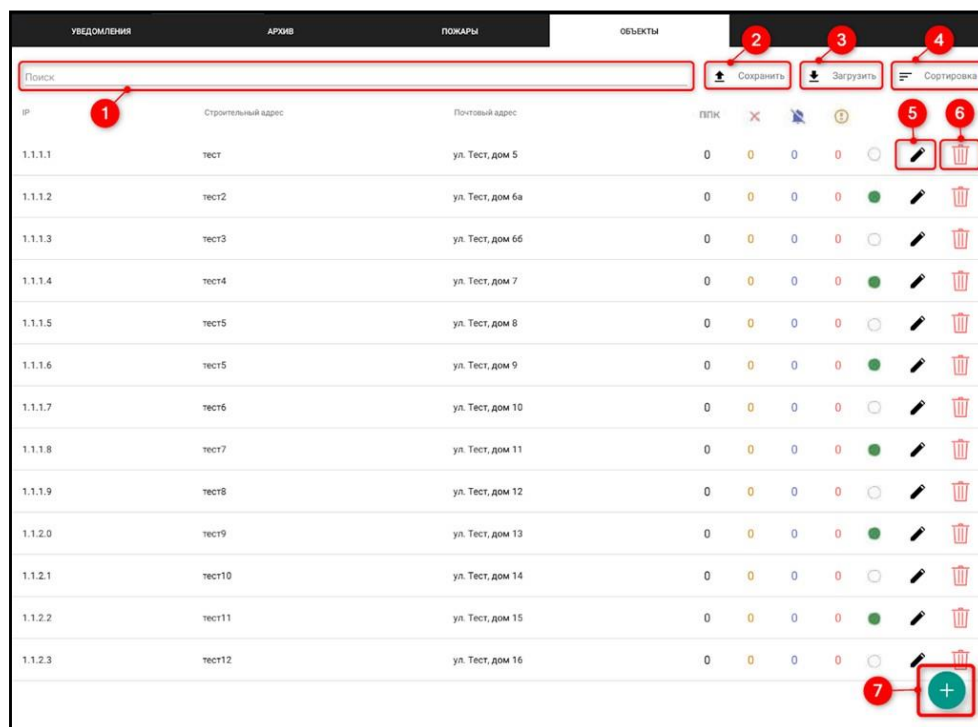 УВЕДОМЛЕНИЯ АРХИВ ПОЖАРЫ ОБЪЕКТЫ
2 3 4
Поиск Сохранить Загрузить Сортировка
1 5 6
IP Строительный адрес Почтовый адрес ППК
1.1.1.1 тест ул. Тест, дом 5 0 0 0 0
1.1.1.2 тест2 ул. Тест, дом 6а 0 0 0 0
1.1.1.3 тест3 ул. Тест, дом 6б 0 0 0 0
1.1.1.4 тест4 ул. Тест, дом 7 0 0 0 0
1.1.1.5 тест5 ул. Тест, дом 8 0 0 0 0
1.1.1.6 тест5 ул. Тест, дом 9 0 0 0 0
1.1.1.7 тест6 ул. Тест, дом 10 0 0 0 0
1.1.1.8 тест7 ул. Тест, дом 11 0 0 0 0
1.1.1.9 тест8 ул. Тест, дом 12 0 0 0 0
1.1.2.0 тест9 ул. Тест, дом 13 0 0 0 0
1.1.2.1 тест10 ул. Тест, дом 14 0 0 0 0
1.1.2.2 тест11 ул. Тест, дом 15 0 0 0 0
1.1.2.3 тест12 ул. Тест, дом 16 0 0 0 0
7